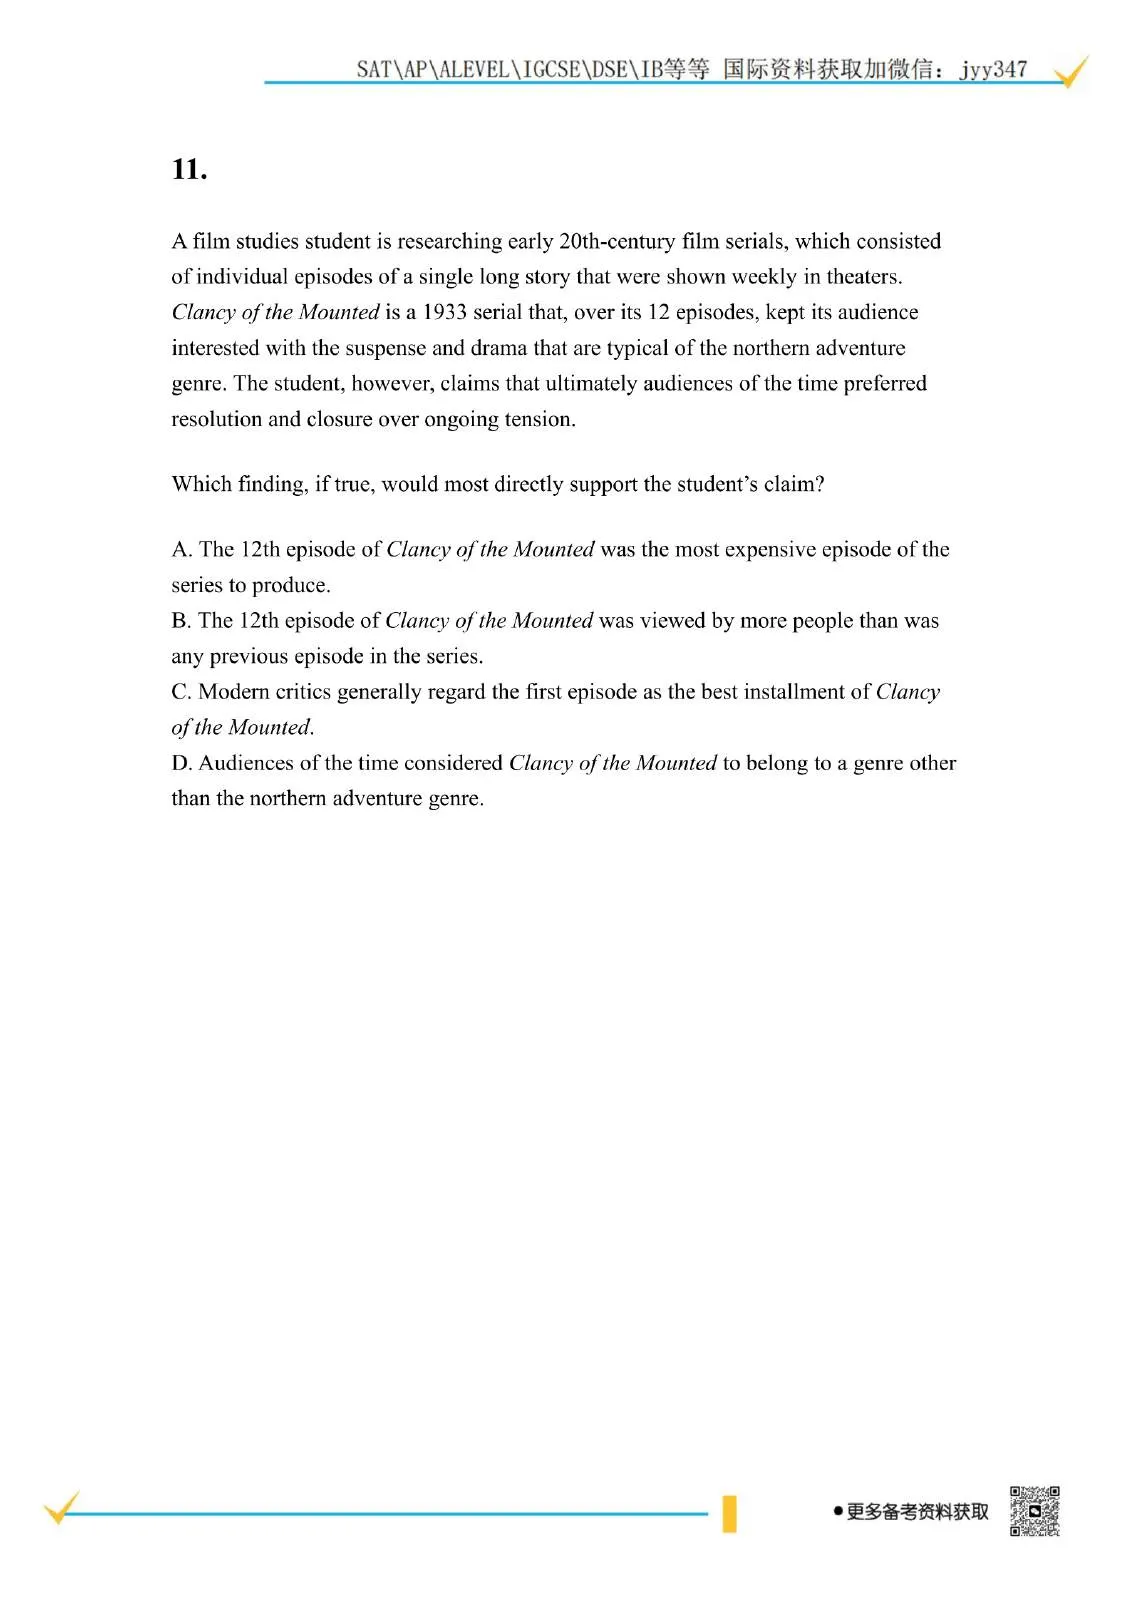 SAT\AP\ALEVEL\IGCSE\DSE\IB等等 国际资料获取加微信：jyy347
11.
A film studies student is researching early 20th-century film serials, which consisted
of individual episodes of a single long story that were shown weekly in theaters.
Clancy of the Mounted is a 1933 serial that, over its 12 episodes, kept its audience
interested with the suspense and drama that are typical of the northern adventure
genre. The student, however, claims that ultimately audiences of the time preferred
resolution and closure over ongoing tension.
Which finding, if true, would most directly support the student’s claim?
A. The 12th episode of Clancy of the Mounted was the most expensive episode of the
series to produce.
B. The 12th episode of Clancy of the Mounted was viewed by more people than was
any previous episode in the series.
C. Modern critics generally regard the first episode as the best installment of Clancy
of the Mounted.
D. Audiences of the time considered Clancy of the Mounted to belong to a genre other
than the northern adventure genre.
●更多备考资料获取